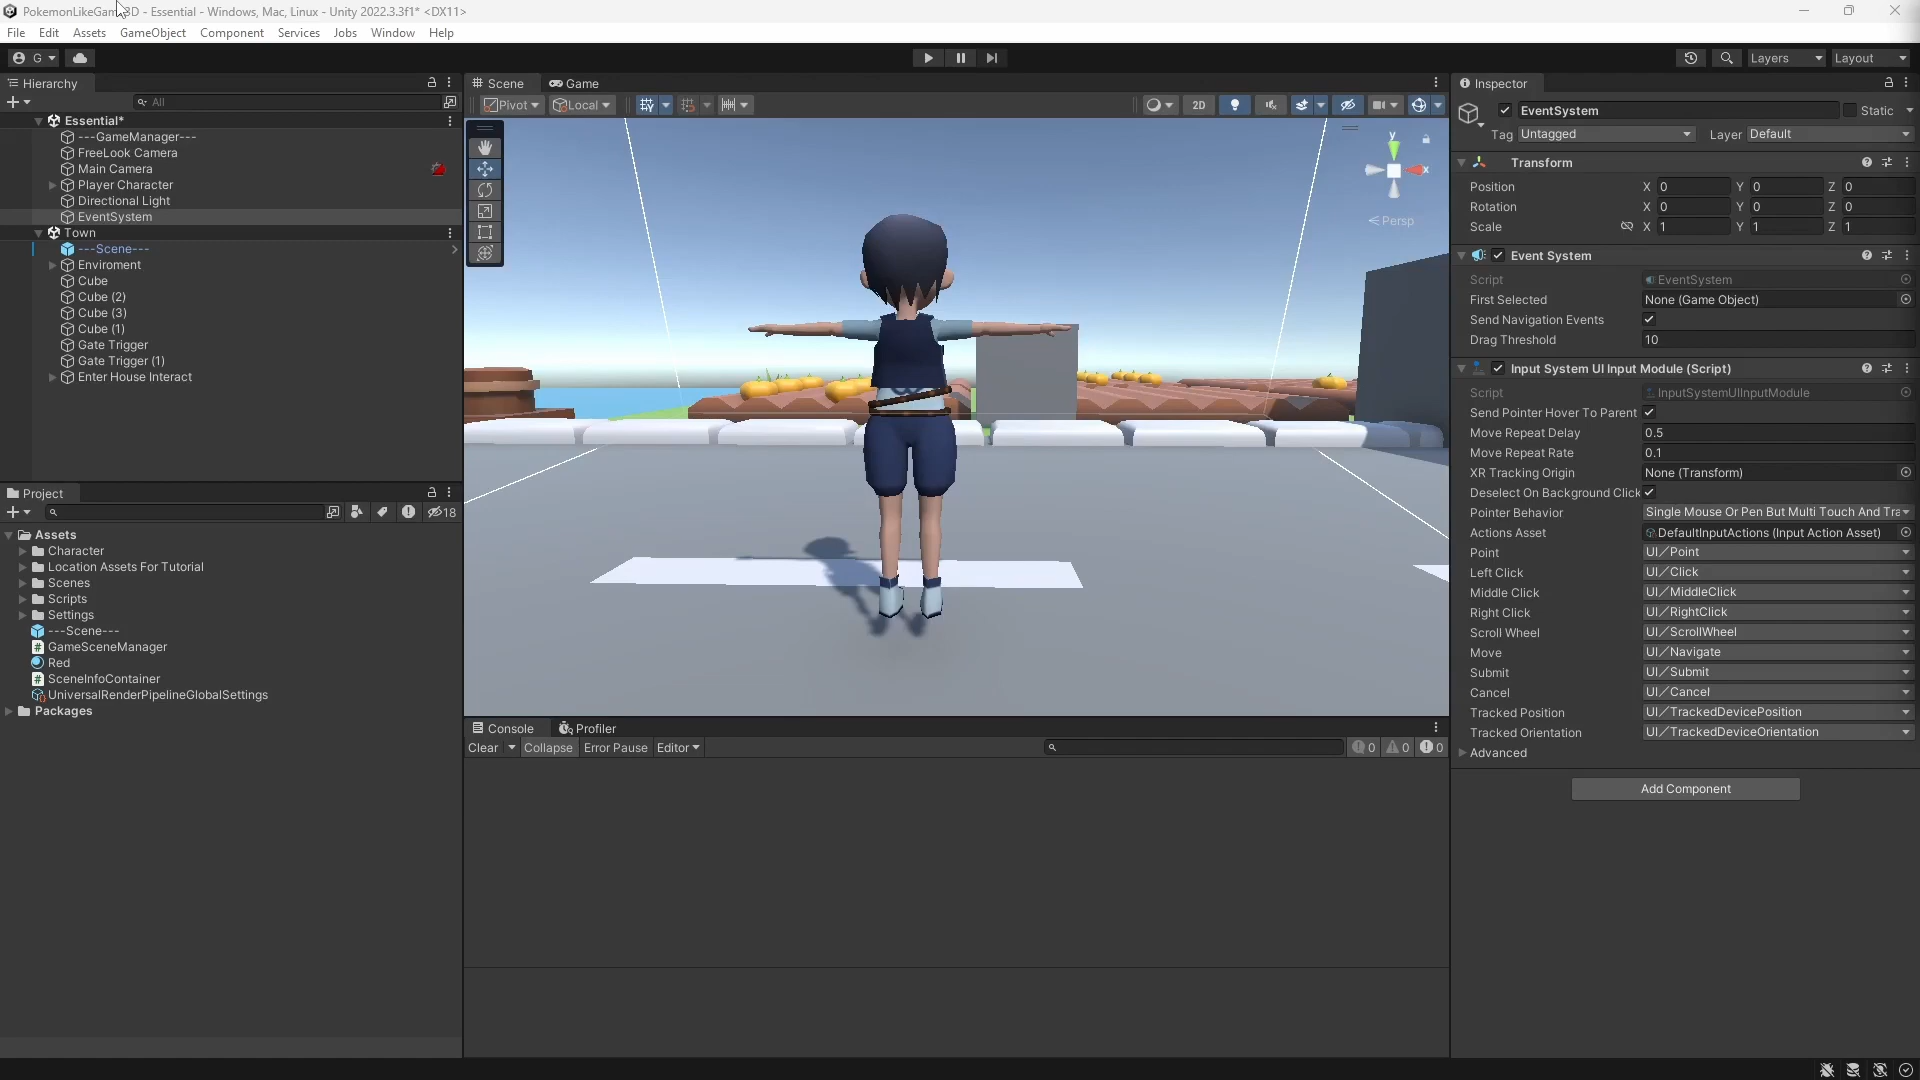 PokemonLikeGame3D - Essential - Windows, Mac, Linux - Unity 2022.3.3f1* <DX11>
File Edit Assets GameObject Component Services Jobs Window Help
G Layers Layout
Hierarchy
All
Essential*
---GameManager---
FreeLook Camera
Main Camera
Player Character
Directional Light
EventSystem
Town
---Scene---
Enviroment
Cube
Cube (2)
Cube (3)
Cube (1)
Gate Trigger
Gate Trigger (1)
Enter House Interact
Project
18
Assets
Character
Location Assets For Tutorial
Scenes
Scripts
Settings
---Scene---
GameSceneManager
Red
SceneInfoContainer
UniversalRenderPipelineGlobalSettings
Packages
Scene Game
Pivot Local 2D
y
x
Persp
Console Profiler
Clear Collapse Error Pause Editor 0 0 0
Inspector
EventSystem Static
Tag Untagged Layer Default
Transform
Position X 0 Y 0 Z 0
Rotation X 0 Y 0 Z 0
Scale X 1 Y 1 Z 1
Event System
Script EventSystem
First Selected None (Game Object)
Send Navigation Events
Drag Threshold 10
Input System UI Input Module (Script)
Script InputSystemUIInputModule
Send Pointer Hover To Parent
Move Repeat Delay 0.5
Move Repeat Rate 0.1
XR Tracking Origin None (Transform)
Deselect On Background Click
Pointer Behavior Single Mouse Or Pen But Multi Touch And Tra
Actions Asset DefaultInputActions (Input Action Asset)
Point UI/Point
Left Click UI/Click
Middle Click UI/MiddleClick
Right Click UI/RightClick
Scroll Wheel UI/ScrollWheel
Move UI/Navigate
Submit UI/Submit
Cancel UI/Cancel
Tracked Position UI/TrackedDevicePosition
Tracked Orientation UI/TrackedDeviceOrientation
Advanced
Add Component